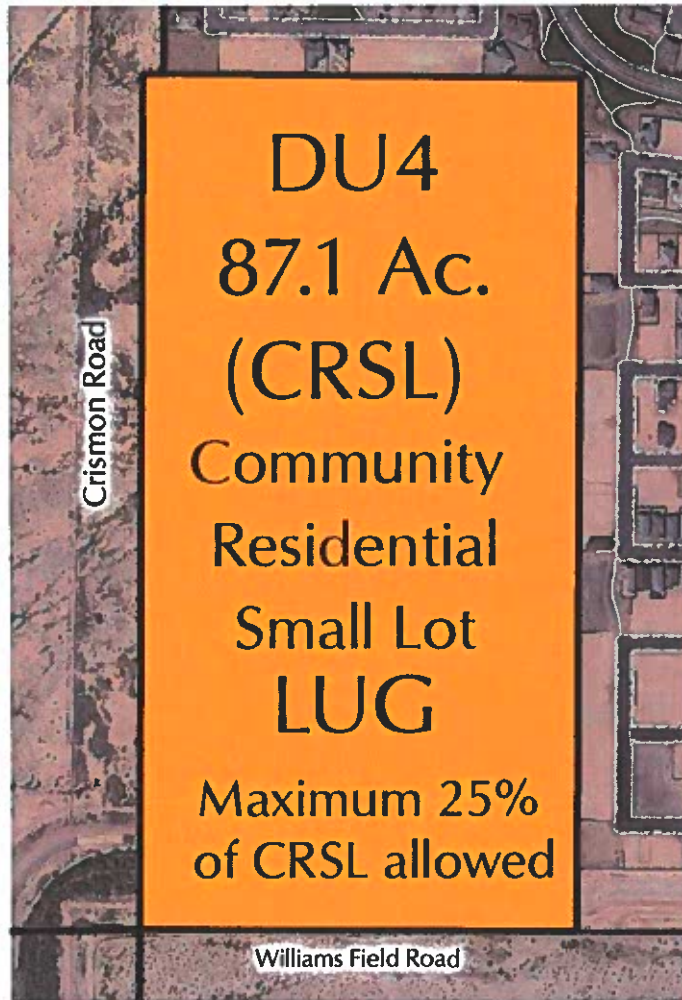 DU4
87.1 Ac.
(CRSL)
Community
Residential
Small Lot
LUG
Maximum 25%
of CRSL allowed
Crismon Road
Williams Field Road